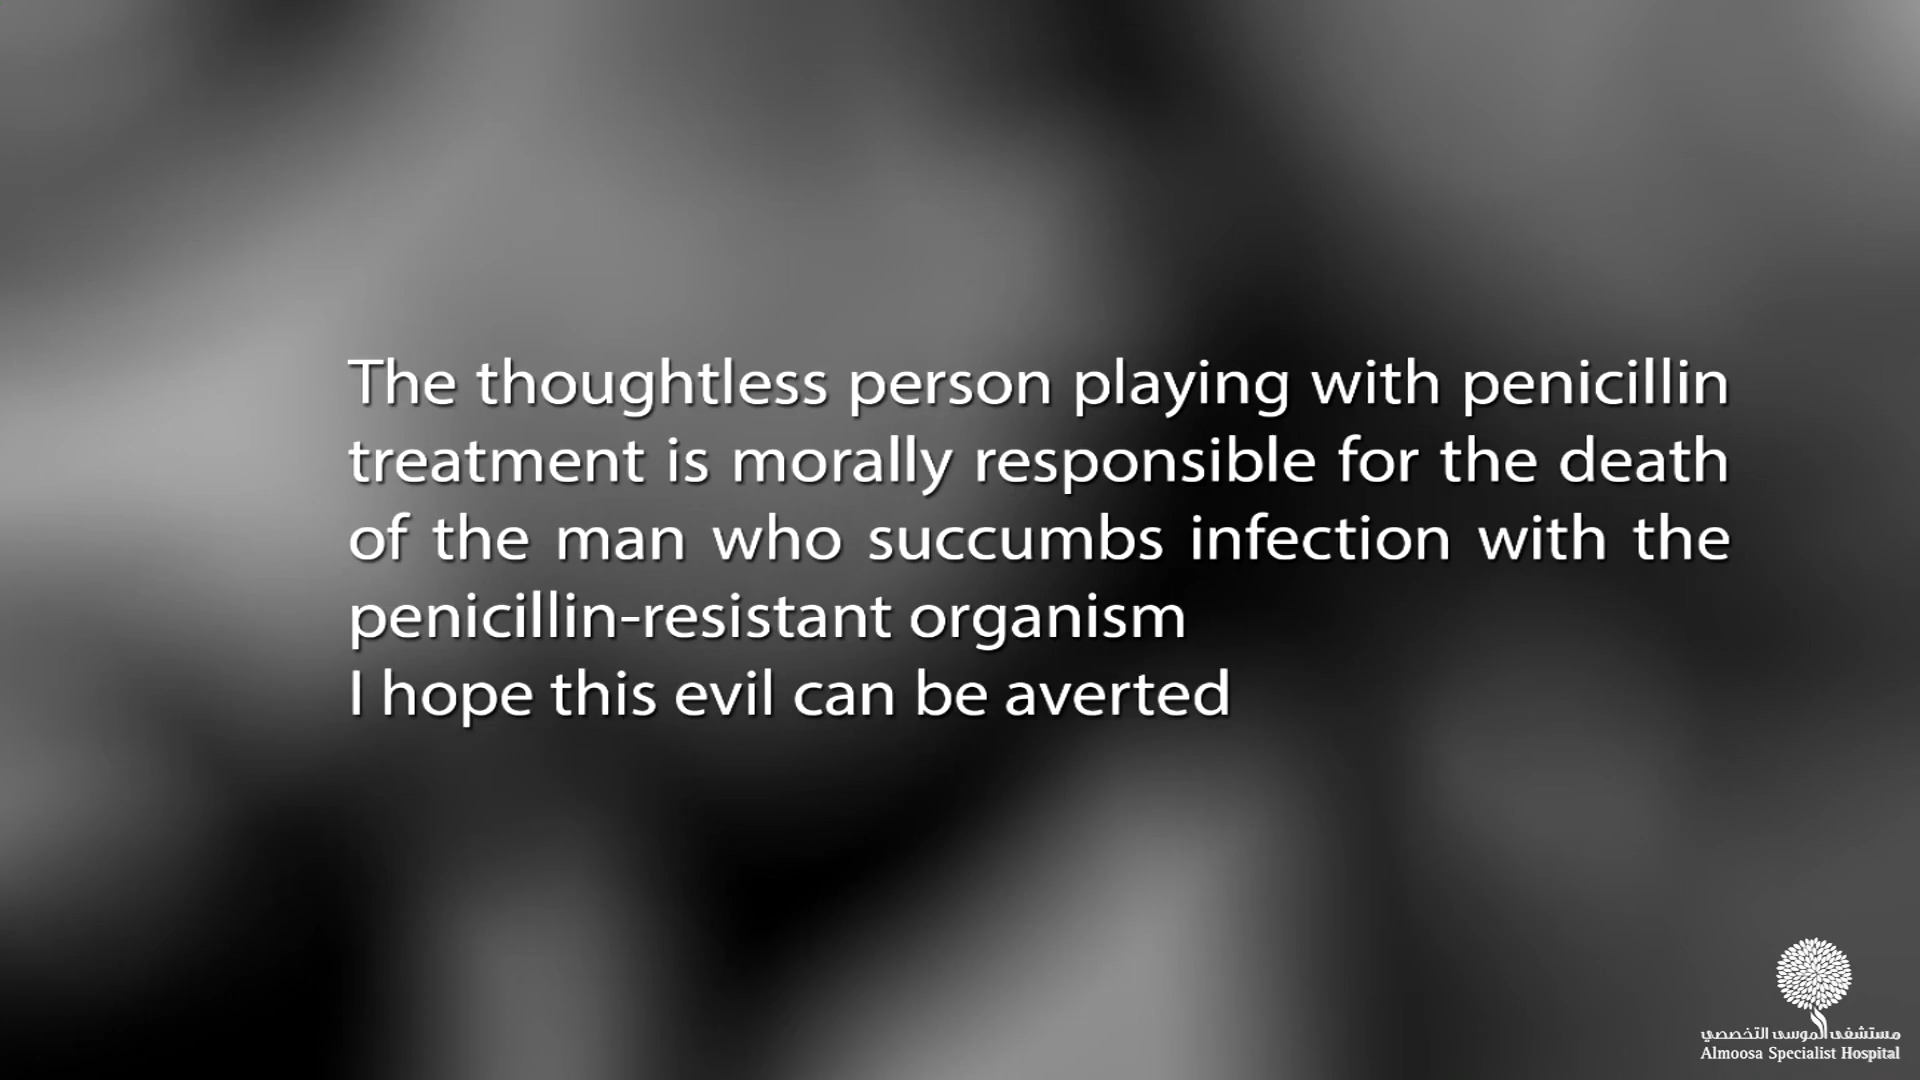 The thoughtless person playing with penicillin
treatment is morally responsible for the death
of the man who succumbs infection with the
penicillin-resistant organism
I hope this evil can be averted
مستشفى الموسى التخصصي
Almoosa Specialist Hospital